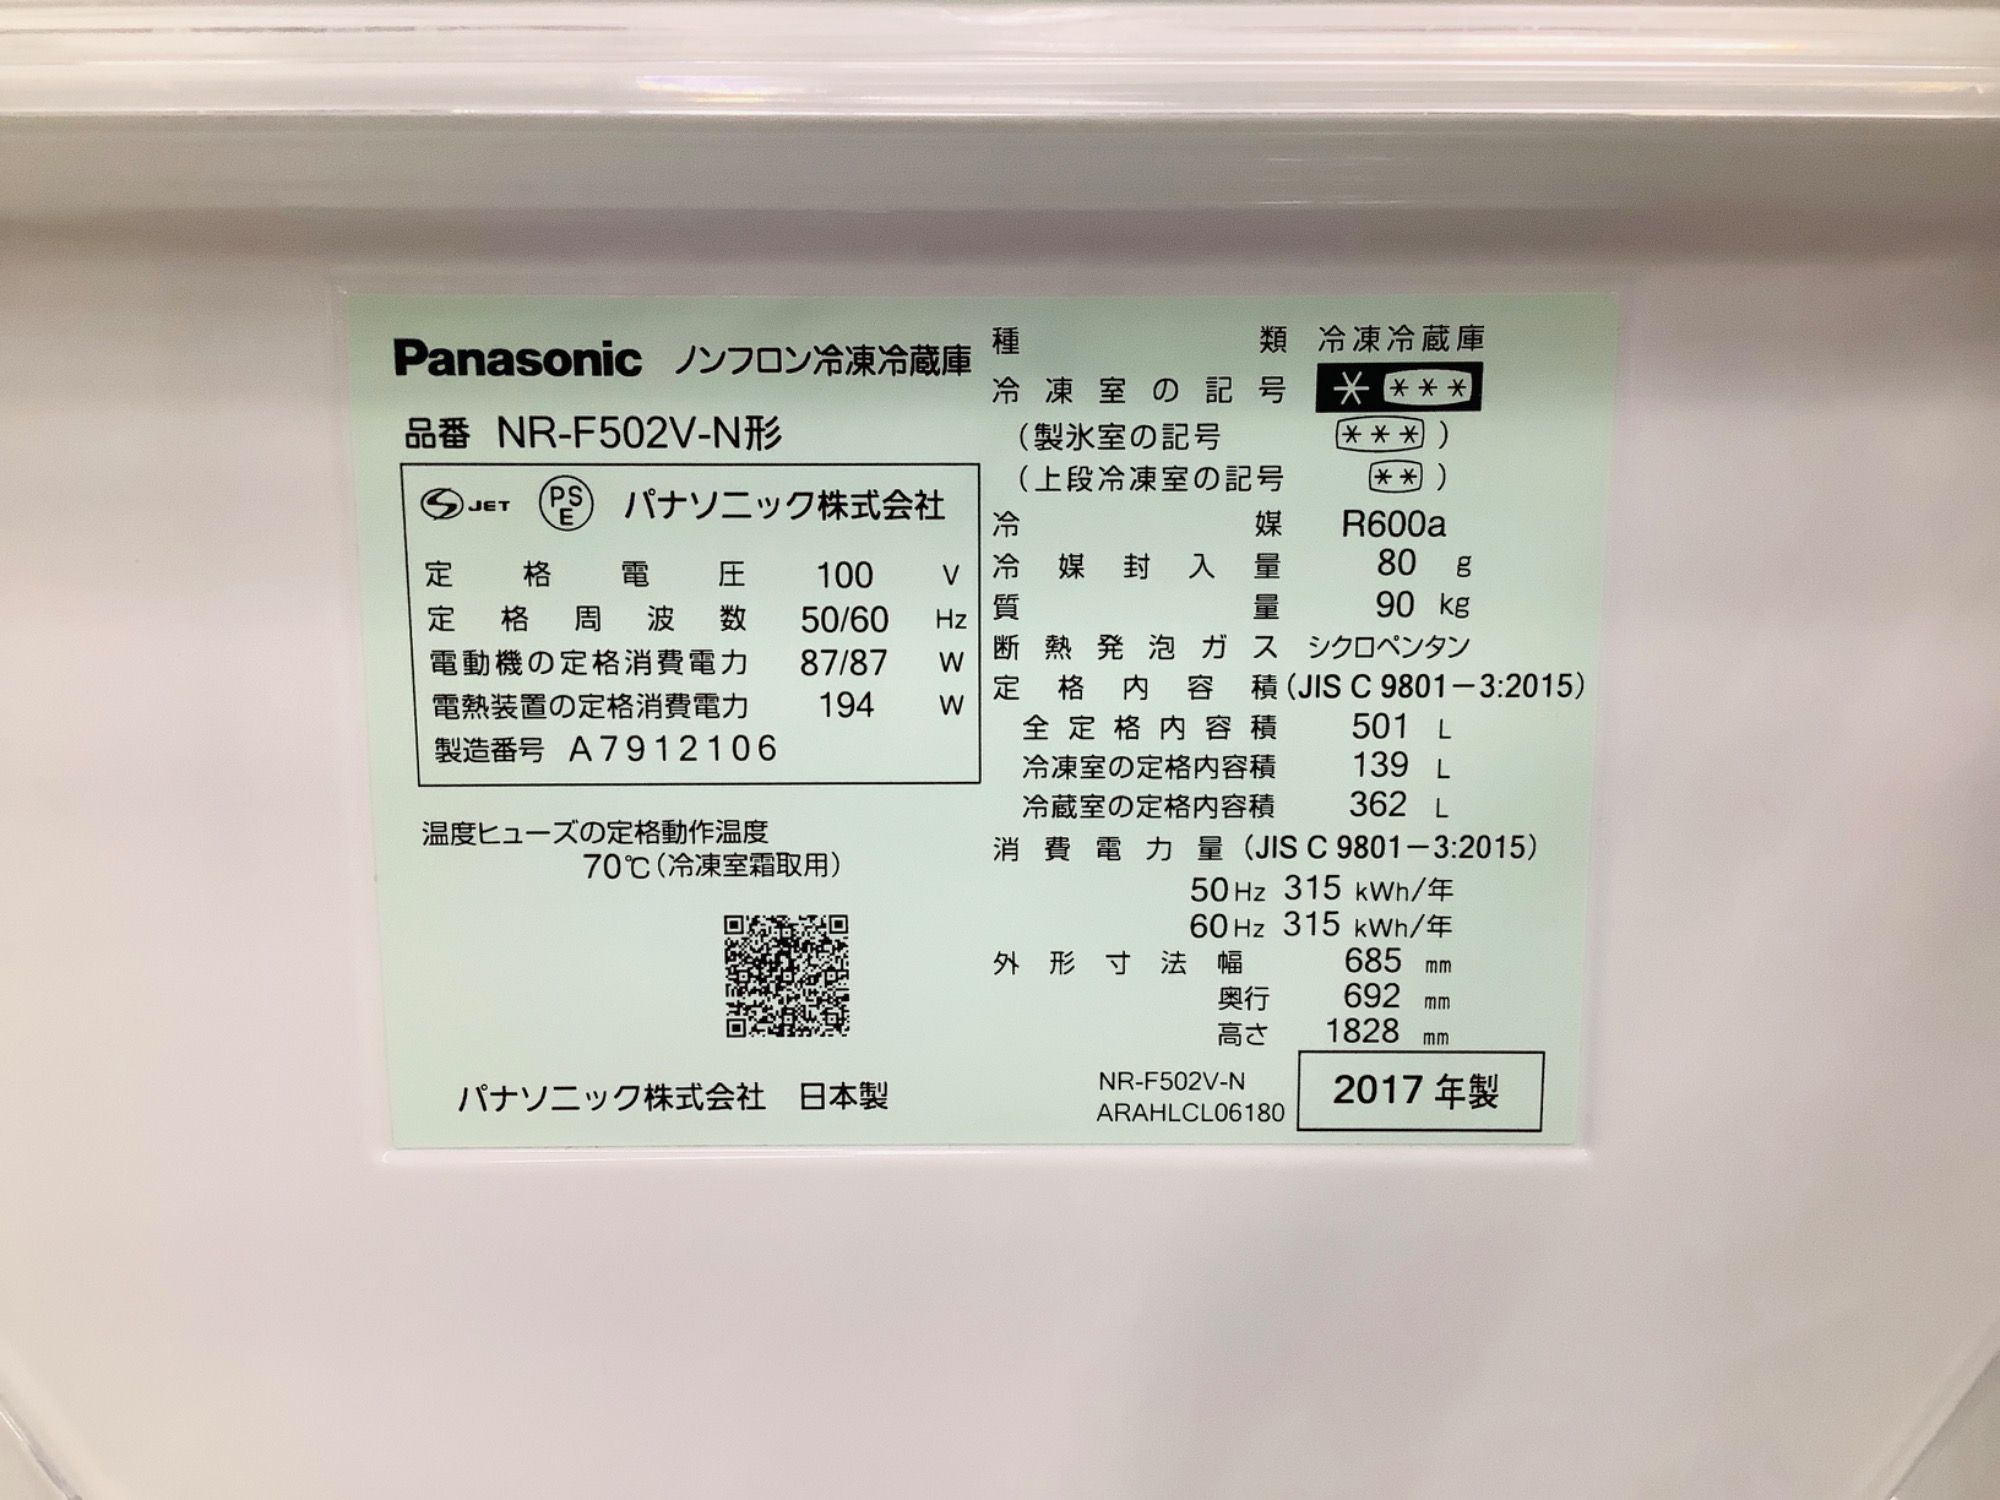 Panasonic ノンフロン冷凍冷蔵庫
品番 NR-F502V-N形
JET PSE パナソニック株式会社
定格電圧 100 V
定格周波数 50/60 Hz
電動機の定格消費電力 87/87 W
電熱装置の定格消費電力 194 W
製造番号 A7912106
温度ヒューズの定格動作温度
70℃(冷凍室霜取用)
パナソニック株式会社 日本製
種類 冷凍冷蔵庫
冷凍室の記号 * ***
(製氷室の記号 ***)
(上段冷凍室の記号 **)
冷媒 R600a
冷媒封入量 80 g
質量 90 kg
断熱発泡ガス シクロペンタン
定格内容積(JIS C 9801-3:2015)
全定格内容積 501 L
冷凍室の定格内容積 139 L
冷蔵室の定格内容積 362 L
消費電力量(JIS C 9801-3:2015)
50Hz 315 kWh/年
60Hz 315 kWh/年
外形寸法幅 685 mm
奥行 692 mm
高さ 1828 mm
NR-F502V-N
ARAHLCL06180
2017年製